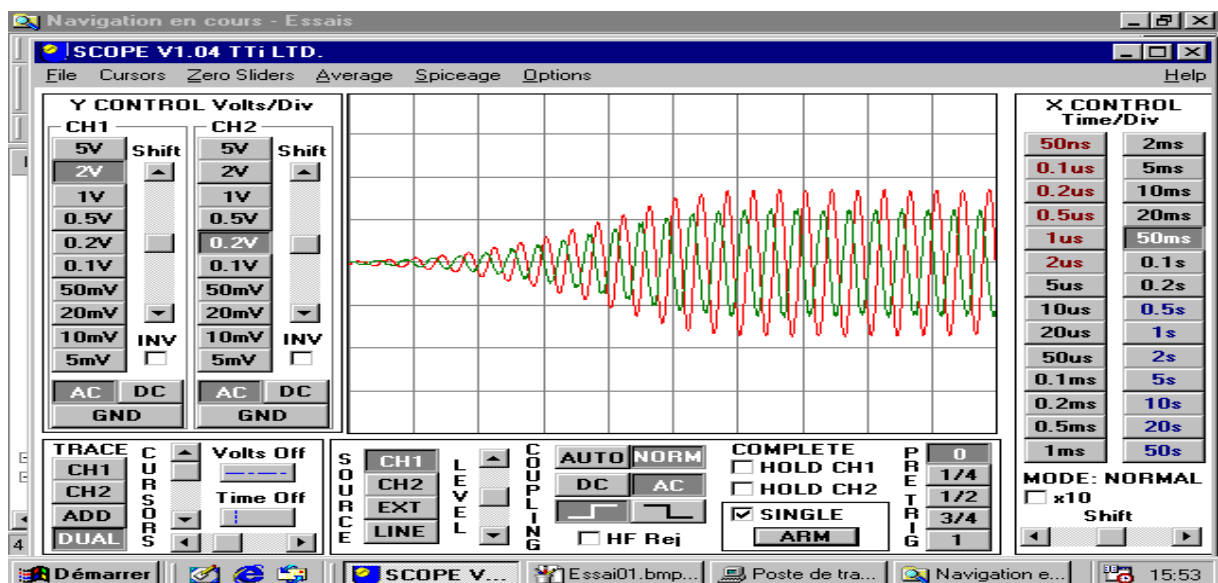 Navigation en cours - Essais
SCOPE V1.04 TTi LTD.
File Cursors Zero Sliders Average Spiceage Options Help
Y CONTROL Volts/Div
CH1 CH2
5V Shift 5V Shift
2V 2V
1V 1V
0.5V 0.5V
0.2V 0.2V
0.1V 0.1V
50mV 50mV
20mV 20mV
10mV INV 10mV INV
5mV 5mV
AC DC AC DC
GND GND
X CONTROL
Time/Div
50ns 2ms
0.1us 5ms
0.2us 10ms
0.5us 20ms
1us 50ms
2us 0.1s
5us 0.2s
10us 0.5s
20us 1s
50us 2s
0.1ms 5s
0.2ms 10s
0.5ms 20s
1ms 50s
MODE: NORMAL
x10
Shift
TRACE
CH1
CH2
ADD
DUAL
CURSORS
Volts Off
Time Off
SOURCE
CH1
CH2
EXT
LINE
LEVEL
COUPLING
AUTO NORM
DC AC
HF Rej
COMPLETE
HOLD CH1
HOLD CH2
SINGLE
ARM
PRETRIG
0
1/4
1/2
3/4
1
4
Démarrer SCOPE V... Essai01.bmp... Poste de tra... Navigation e... 15:53